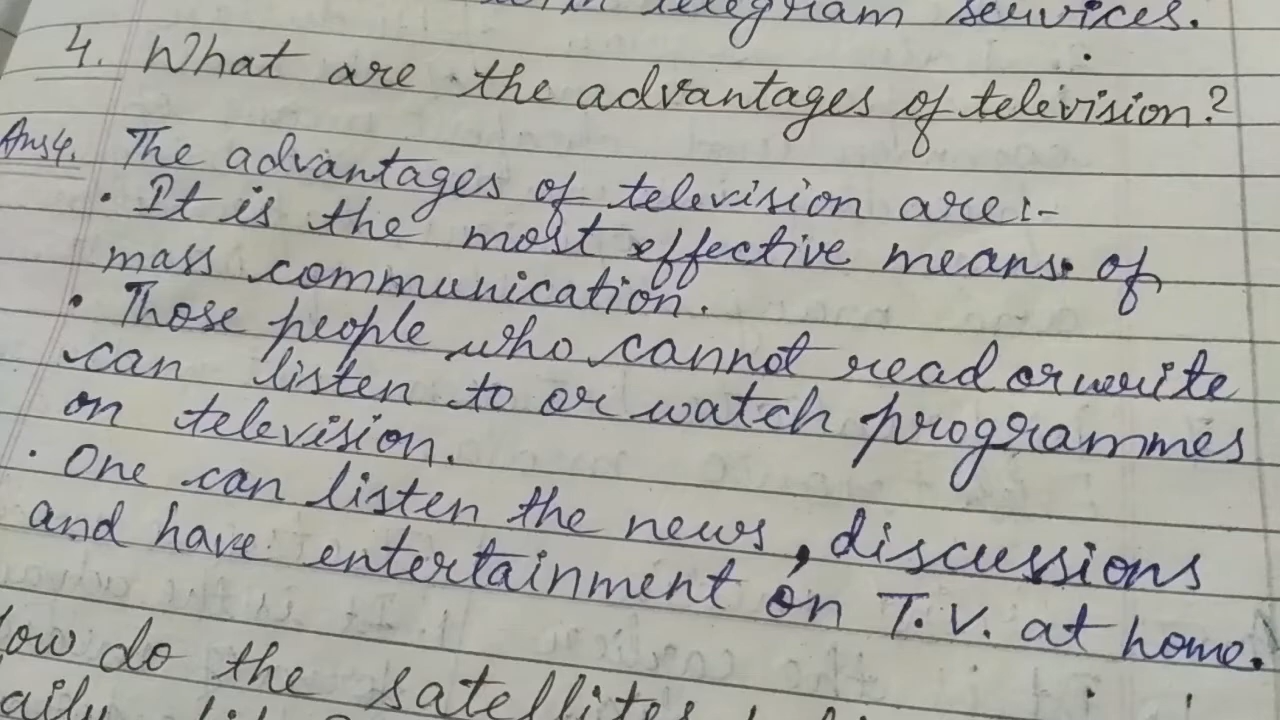 telegram services.
4. What are the advantages of television?
Ans4. The advantages of television are:-
• It is the most effective means of
mass communication.
• Those people who cannot read or write
can listen to or watch programmes
on television.
• One can listen the news, discussions
and have entertainment on T.V. at home.
How do the satellites